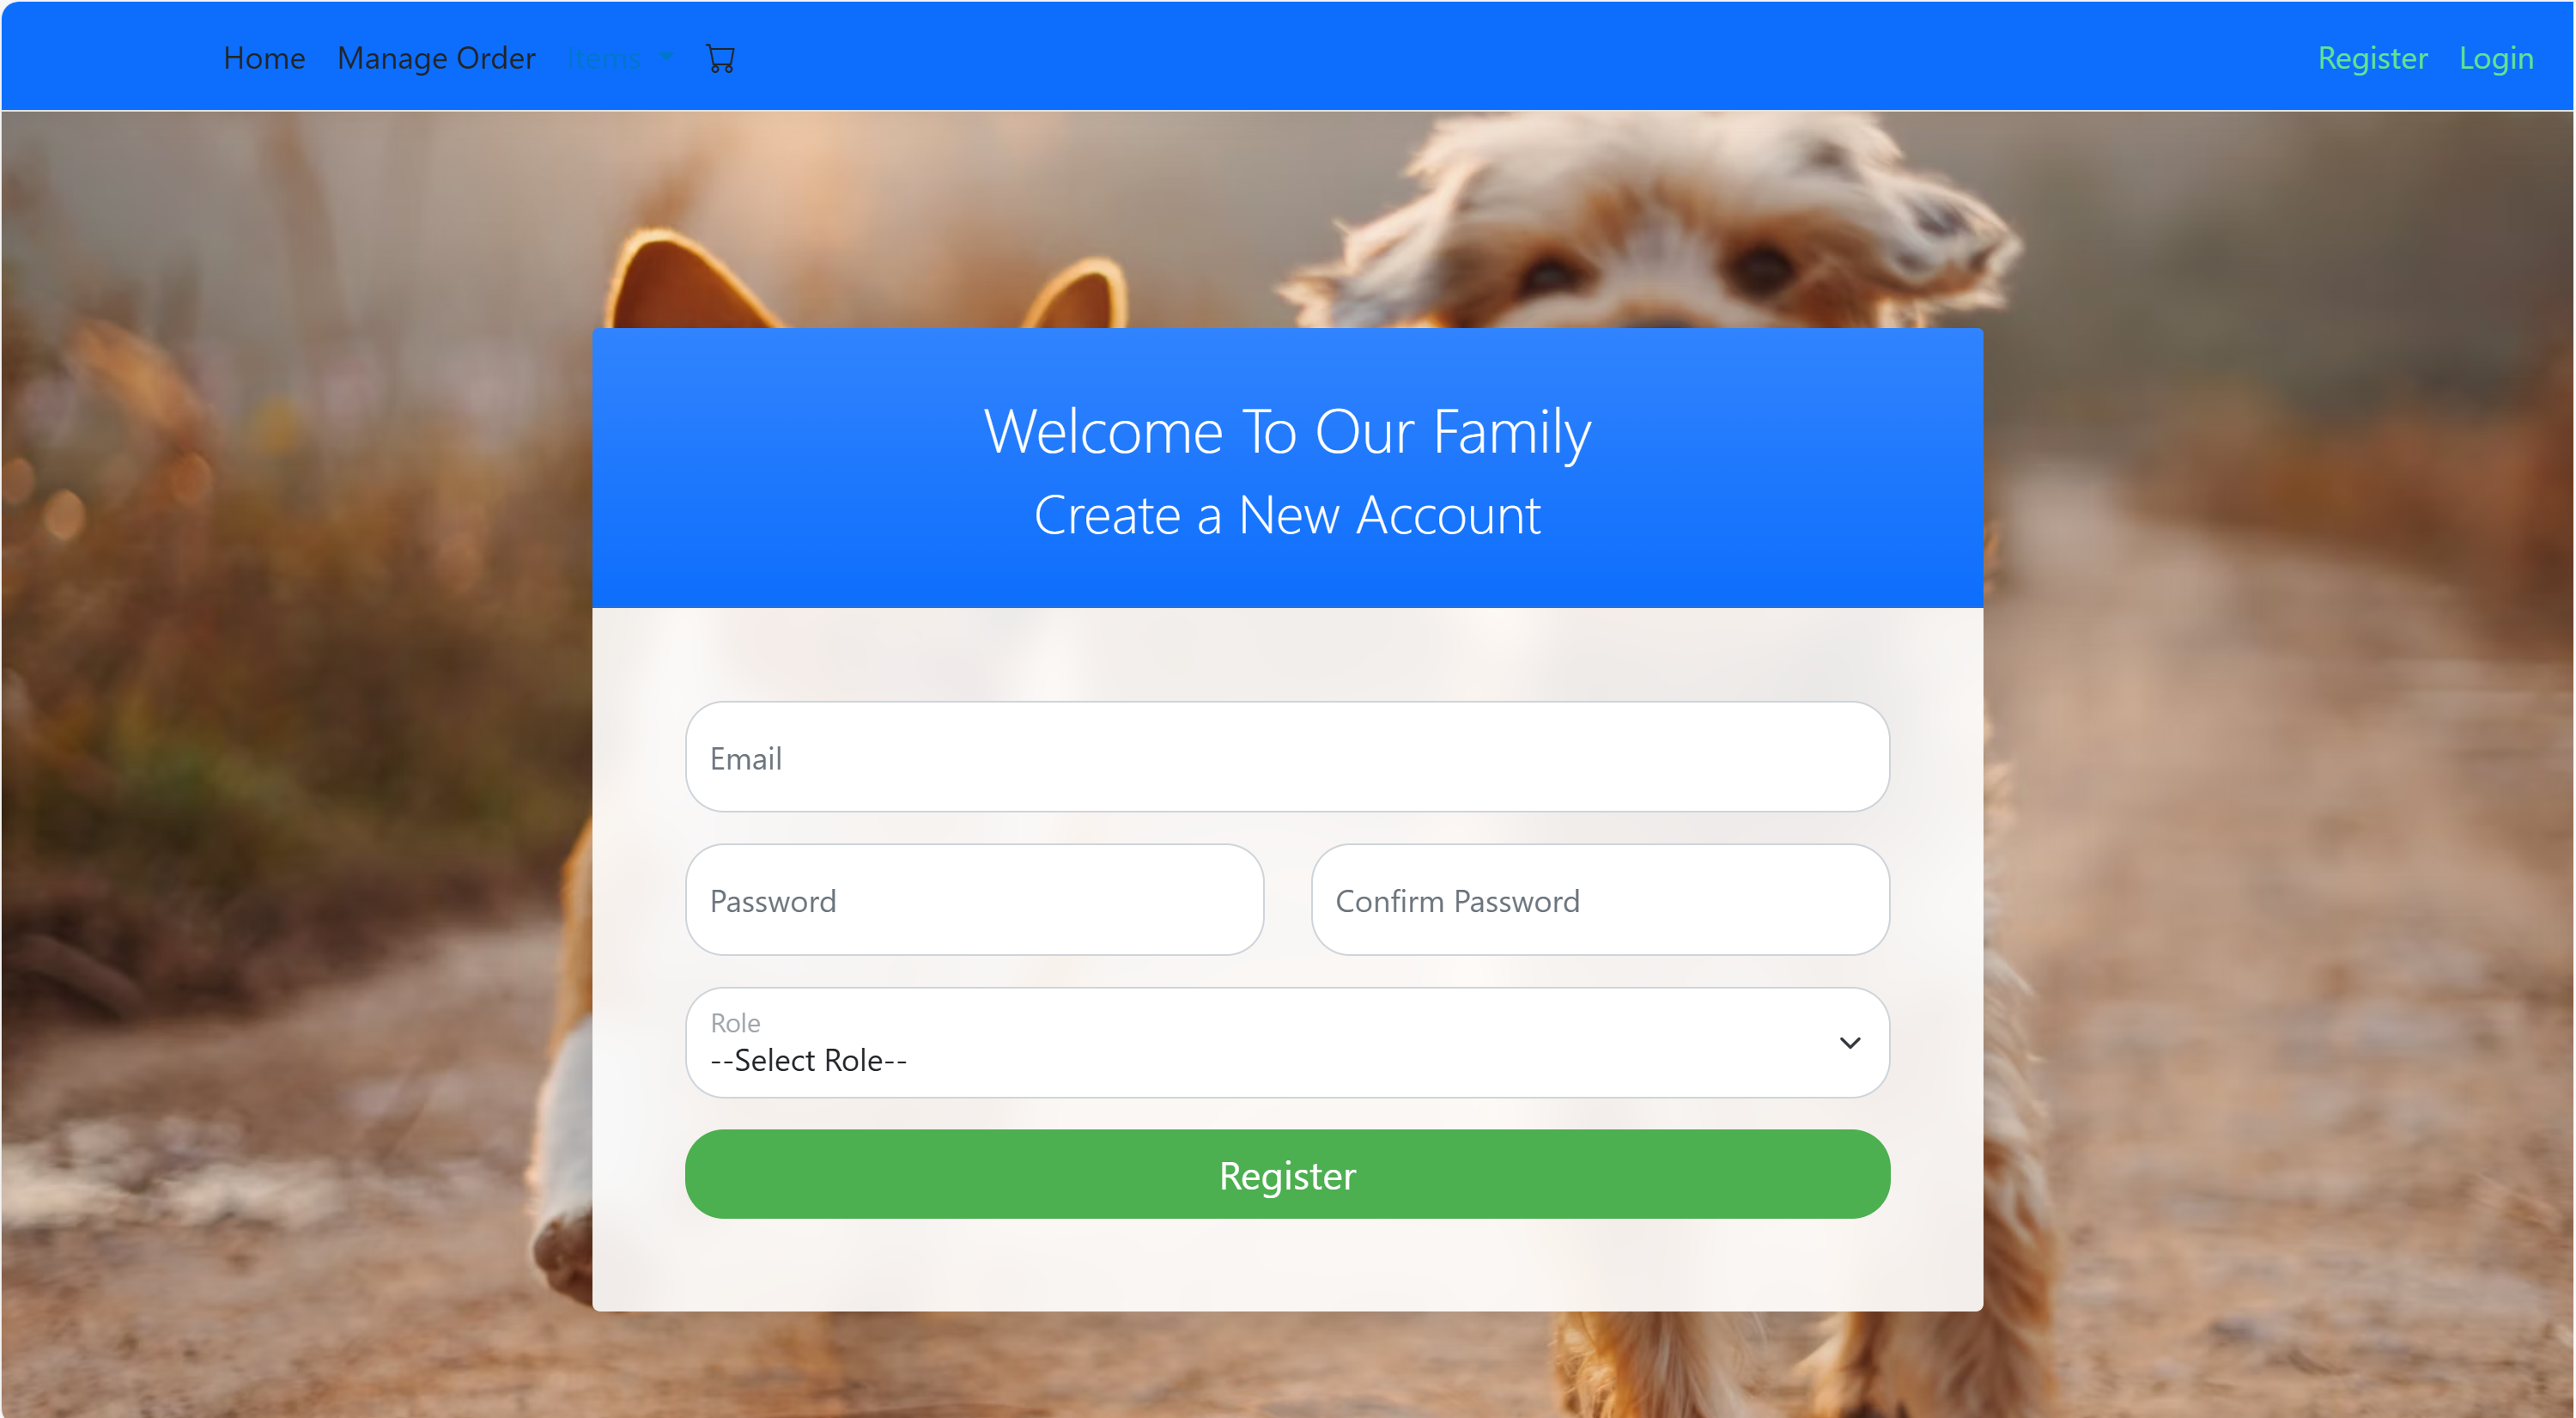 Home Manage Order Items Register Login
Welcome To Our Family
Create a New Account
Email
Password Confirm Password
Role
--Select Role--
Register